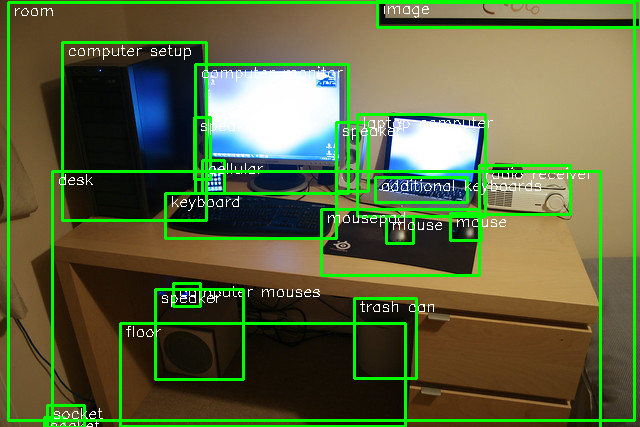 room
image
computer setup
computer monitor
laptop computer
speaker
speaker
cellular
radio receiver
desk
additional keyboards
keyboard
mousepad
mouse
mouse
computer mouses
speaker
trash can
floor
socket
socket